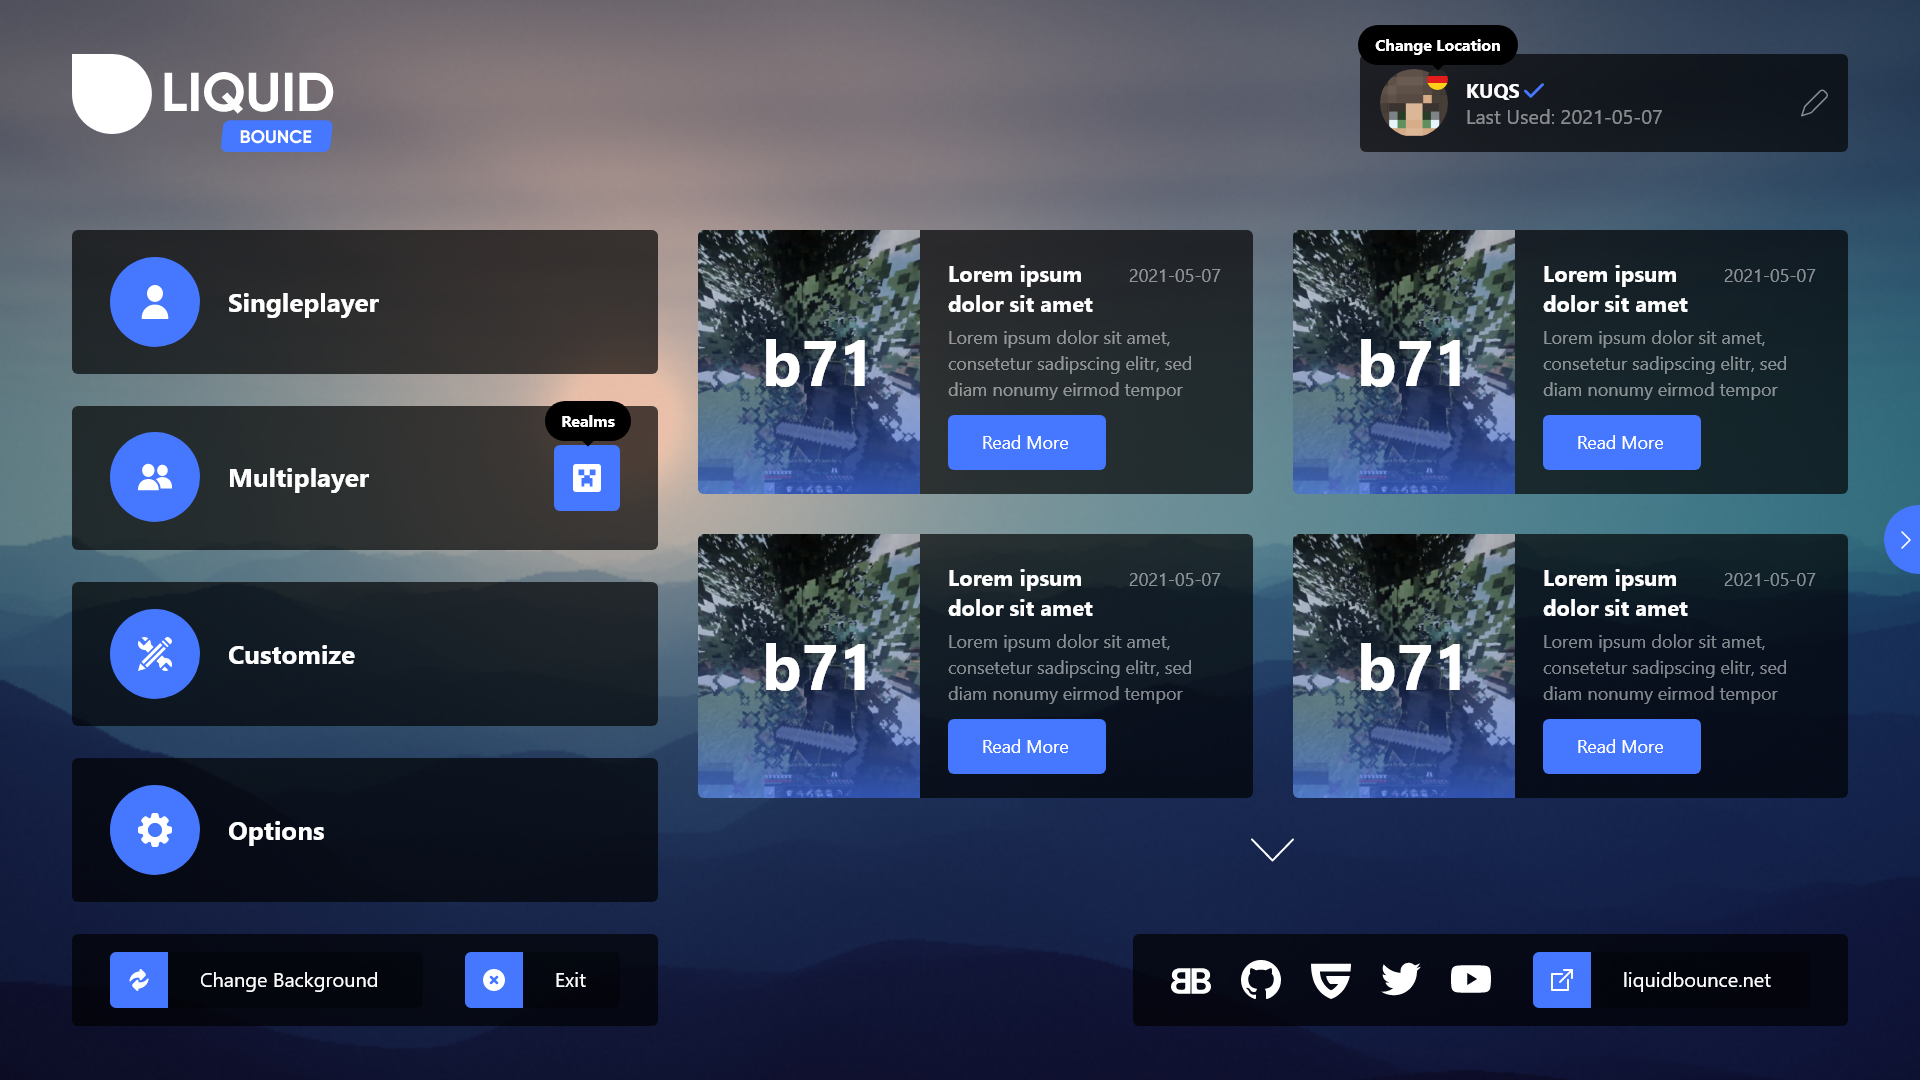 LIQUID
BOUNCE
Change Location
KUQS
Last Used: 2021-05-07
Singleplayer
Multiplayer
Realms
Customize
Options
Change Background
Exit
b71
Lorem ipsum
dolor sit amet
2021-05-07
Lorem ipsum dolor sit amet,
consetetur sadipscing elitr, sed
diam nonumy eirmod tempor
Read More
b71
Lorem ipsum
dolor sit amet
2021-05-07
Lorem ipsum dolor sit amet,
consetetur sadipscing elitr, sed
diam nonumy eirmod tempor
Read More
b71
Lorem ipsum
dolor sit amet
2021-05-07
Lorem ipsum dolor sit amet,
consetetur sadipscing elitr, sed
diam nonumy eirmod tempor
Read More
b71
Lorem ipsum
dolor sit amet
2021-05-07
Lorem ipsum dolor sit amet,
consetetur sadipscing elitr, sed
diam nonumy eirmod tempor
Read More
liquidbounce.net